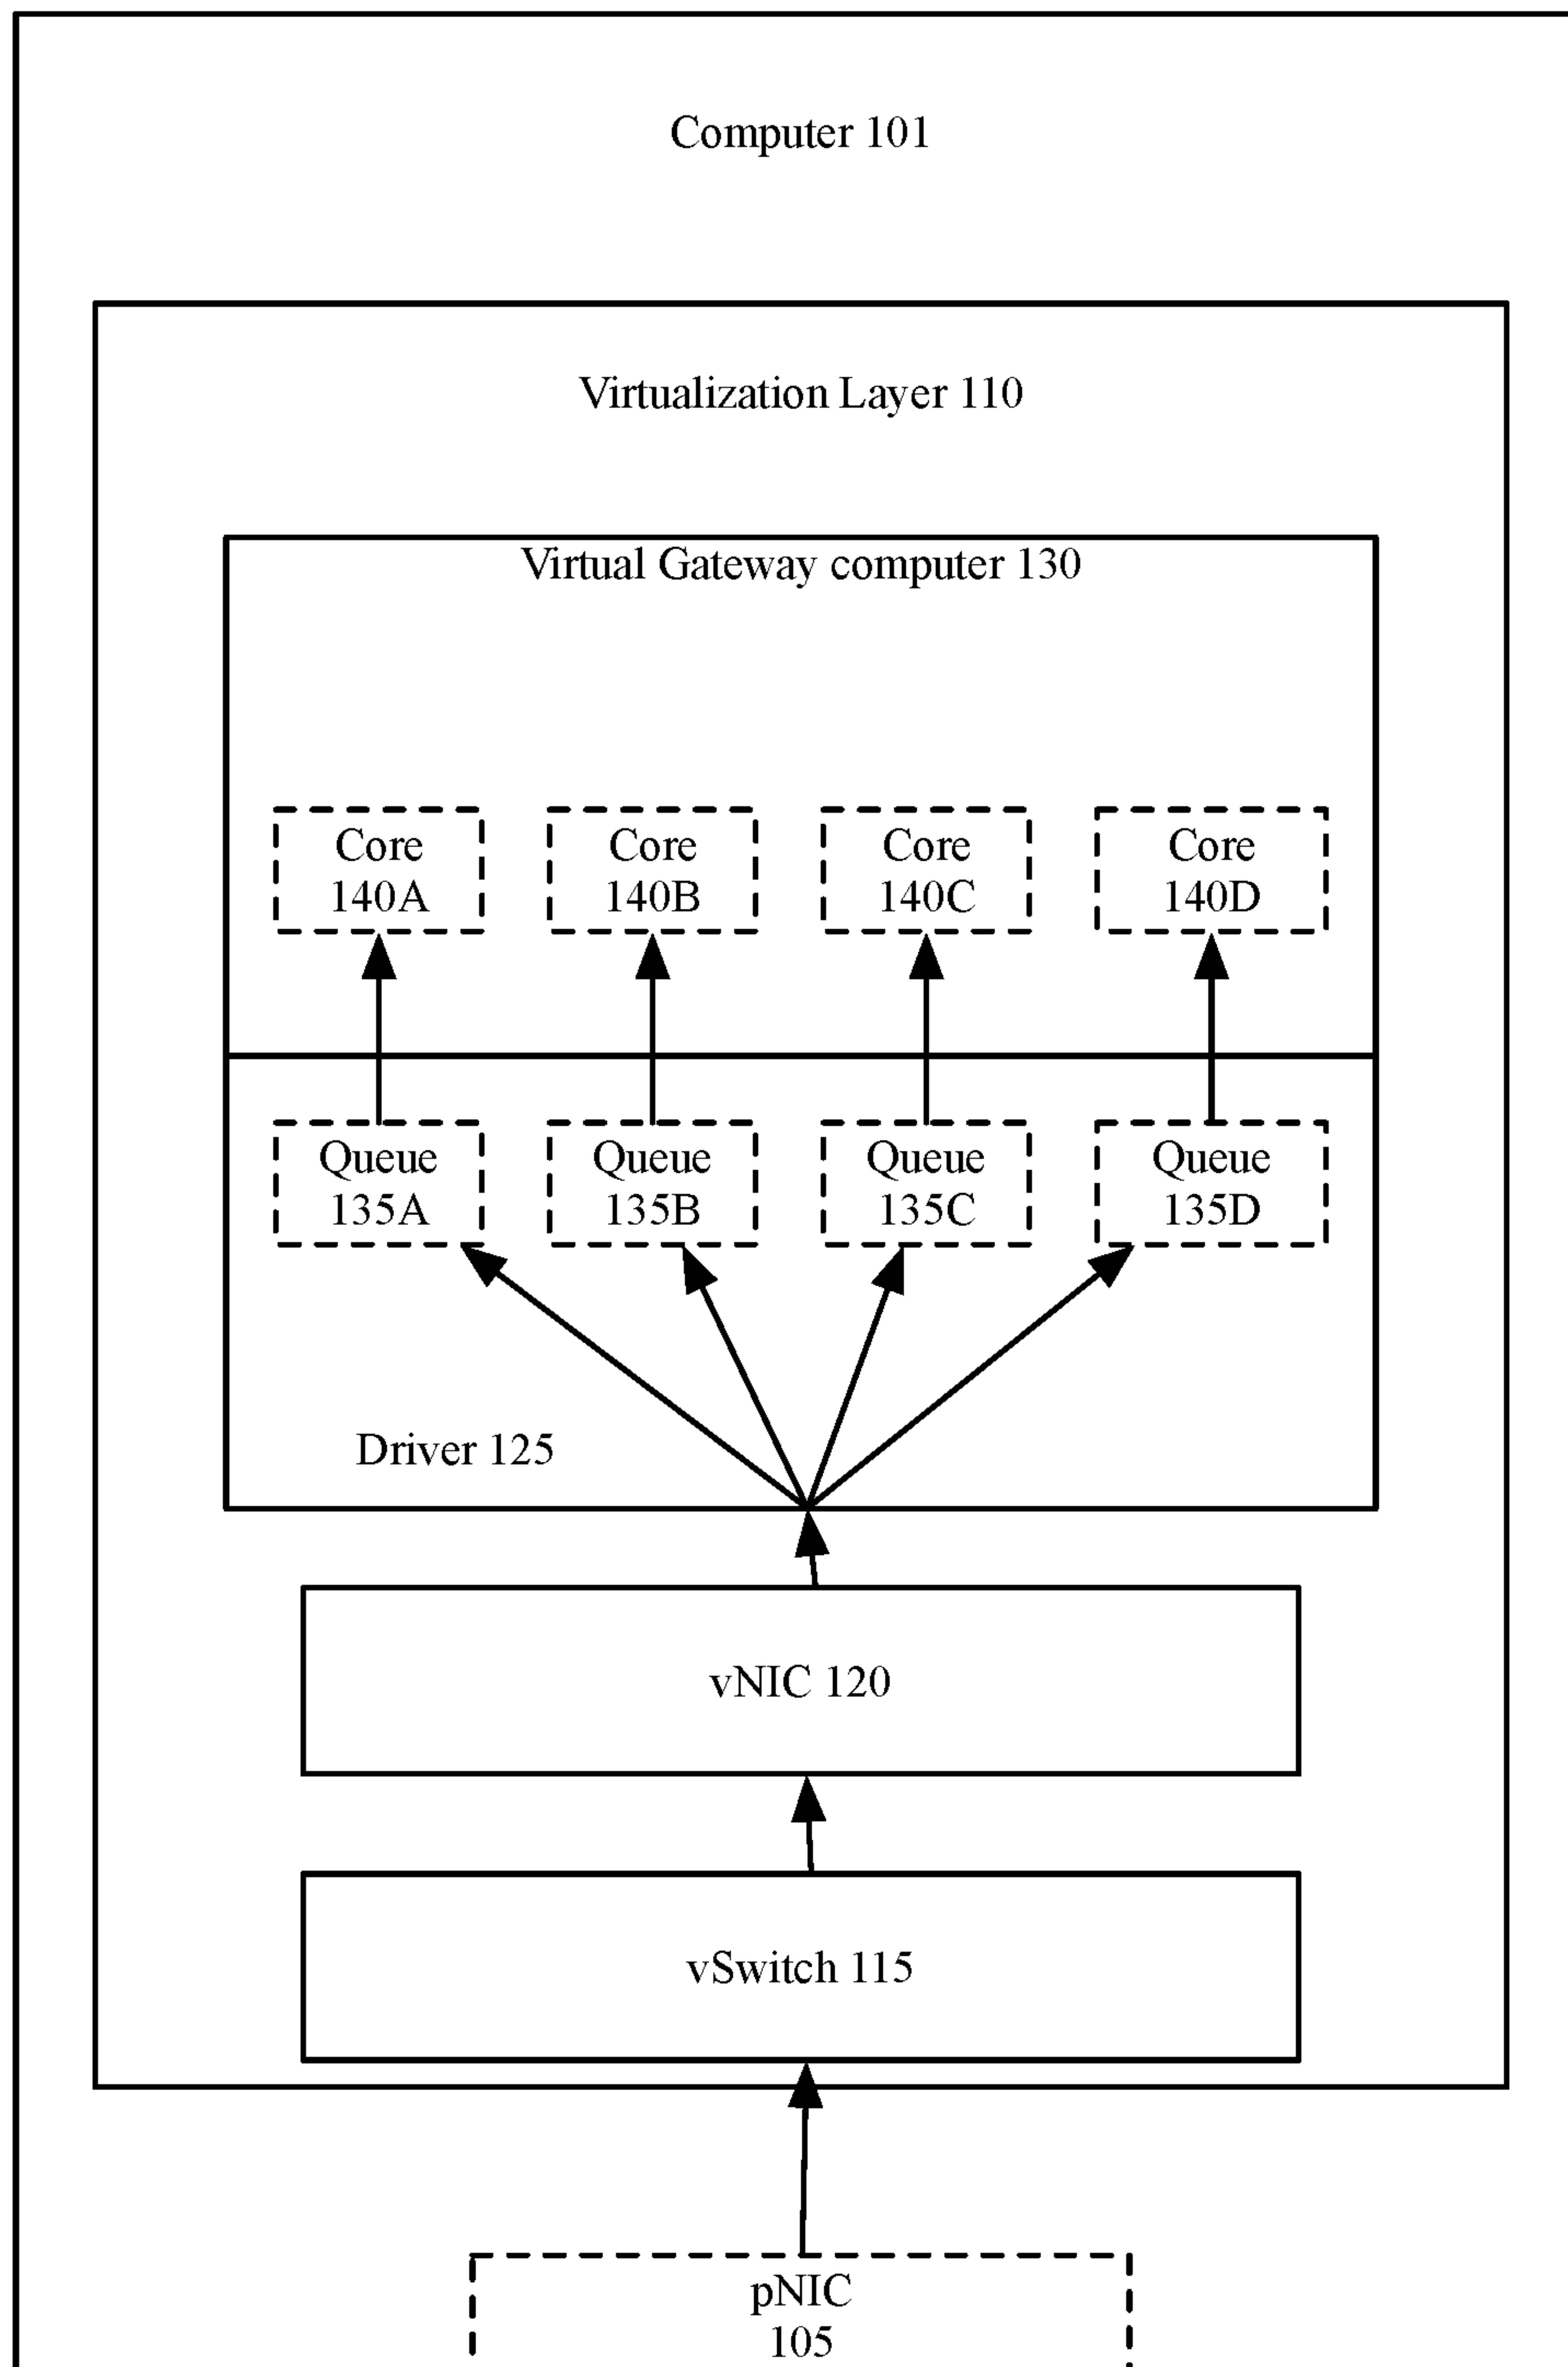 Computer 101
Virtualization Layer 110
Virtual Gateway computer 130
Core
140A
Core
140B
Core
140C
Core
140D
Queue
135A
Queue
135B
Queue
135C
Queue
135D
Driver 125
vNIC 120
vSwitch 115
pNIC
105